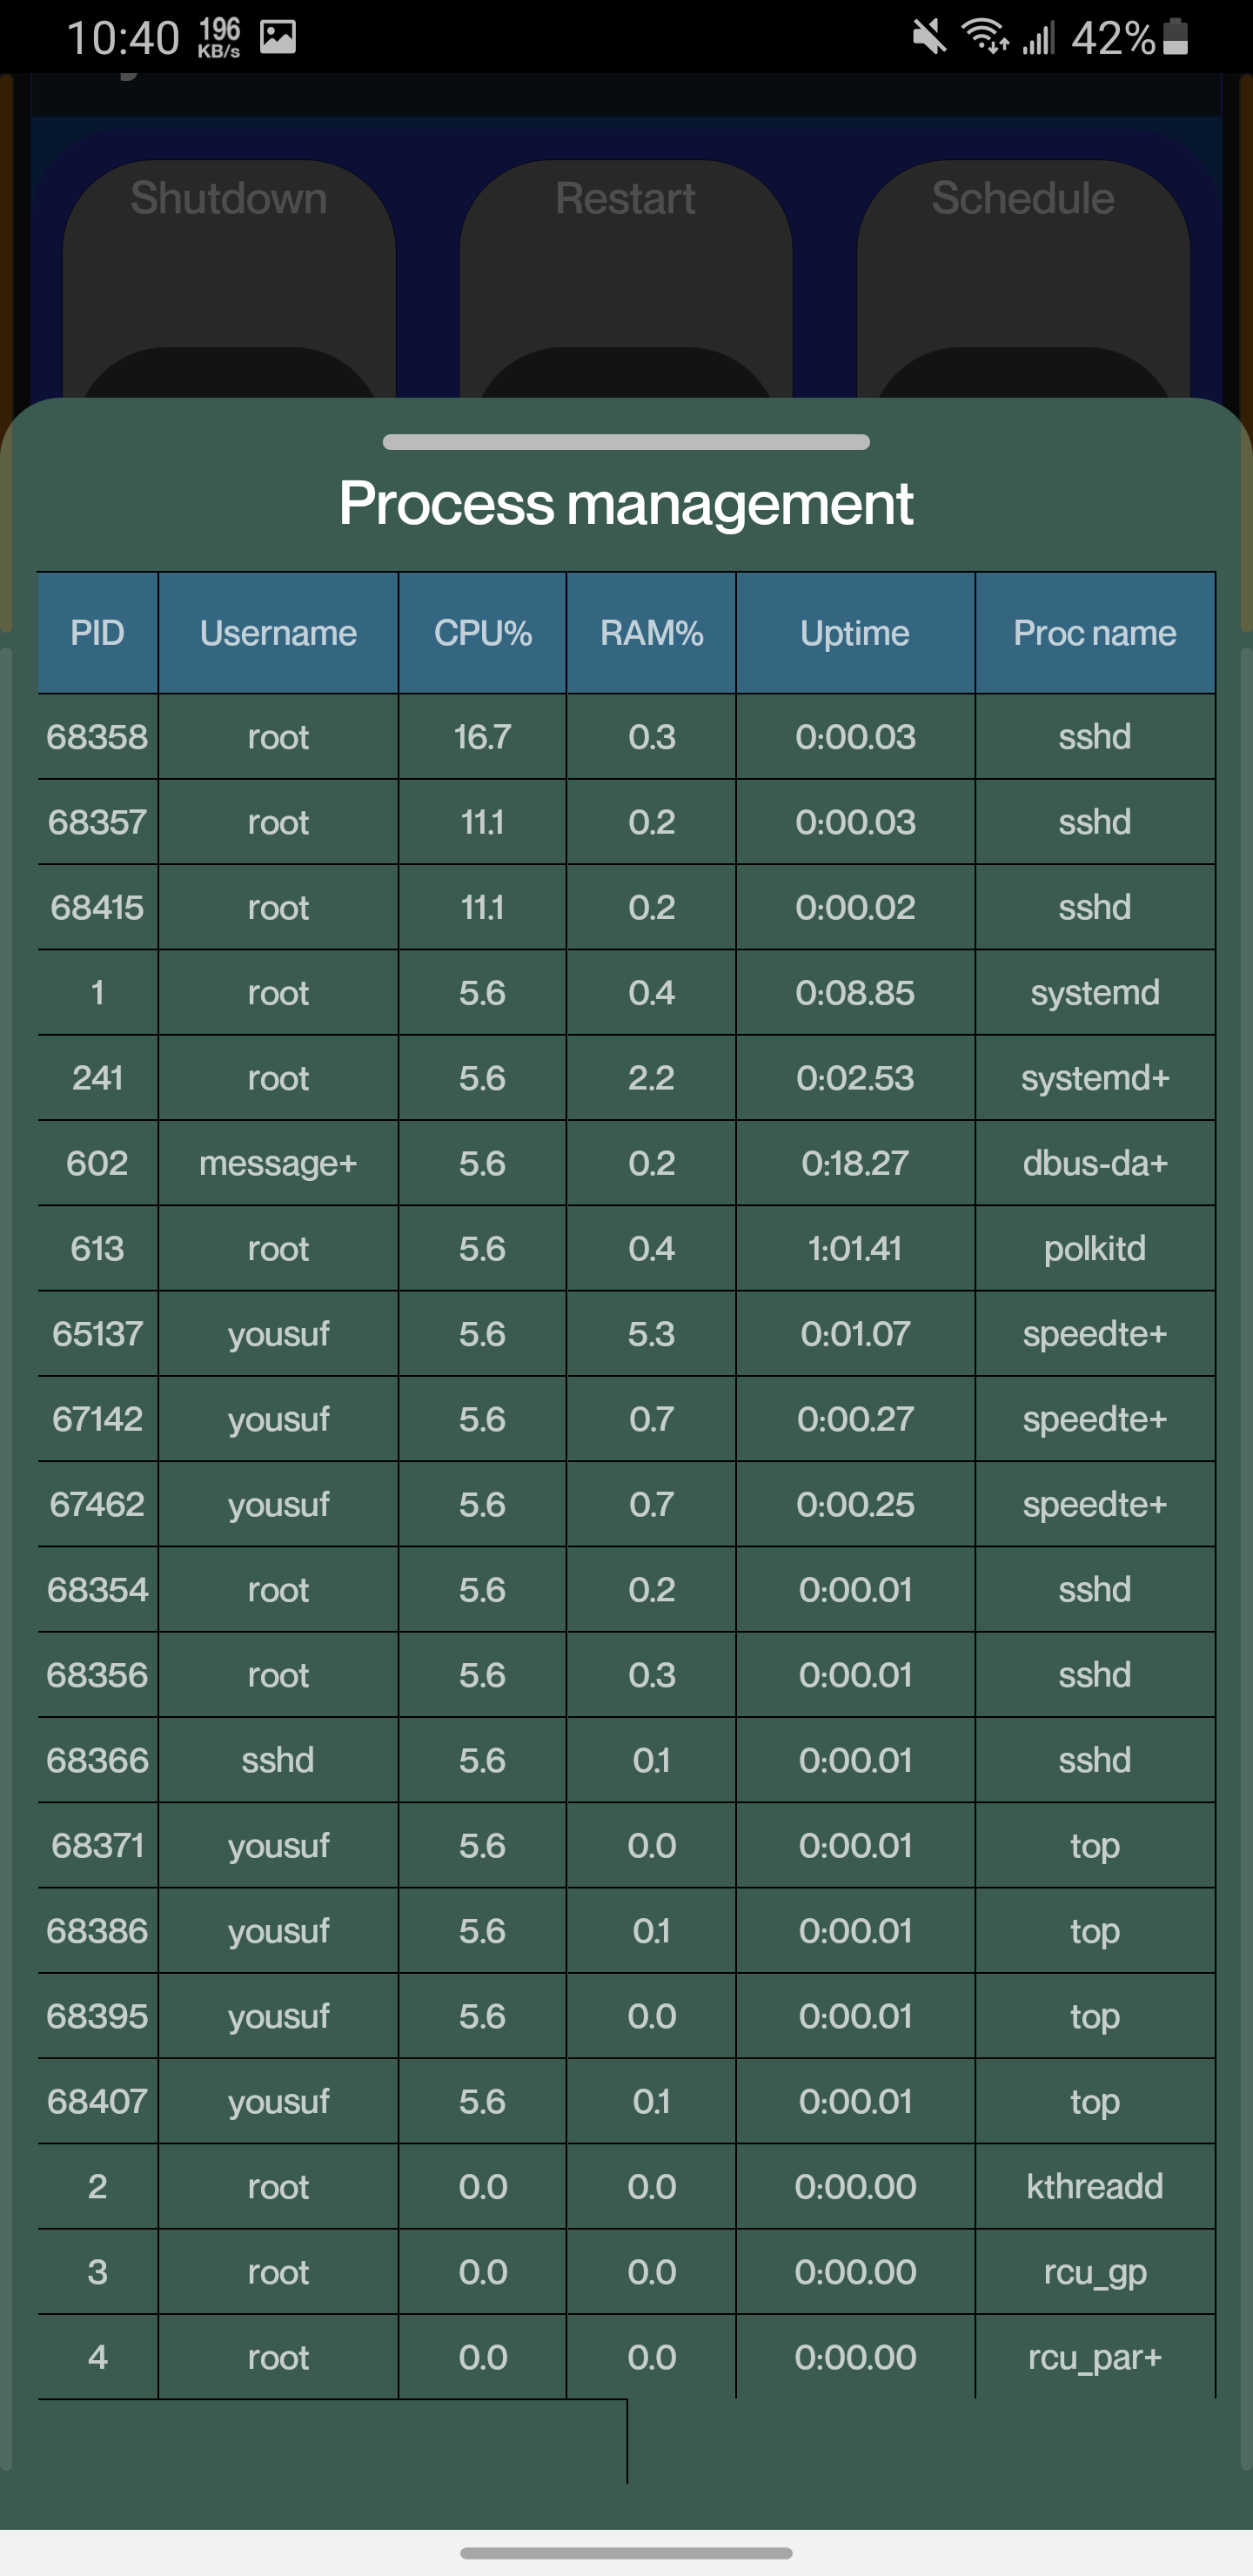 10:40 196 KB/s 42%
Shutdown Restart Schedule
Process management
PID Username CPU% RAM% Uptime Proc name
68358 root 16.7 0.3 0:00.03 sshd
68357 root 11.1 0.2 0:00.03 sshd
68415 root 11.1 0.2 0:00.02 sshd
1 root 5.6 0.4 0:08.85 systemd
241 root 5.6 2.2 0:02.53 systemd+
602 message+ 5.6 0.2 0:18.27 dbus-da+
613 root 5.6 0.4 1:01.41 polkitd
65137 yousuf 5.6 5.3 0:01.07 speedte+
67142 yousuf 5.6 0.7 0:00.27 speedte+
67462 yousuf 5.6 0.7 0:00.25 speedte+
68354 root 5.6 0.2 0:00.01 sshd
68356 root 5.6 0.3 0:00.01 sshd
68366 sshd 5.6 0.1 0:00.01 sshd
68371 yousuf 5.6 0.0 0:00.01 top
68386 yousuf 5.6 0.1 0:00.01 top
68395 yousuf 5.6 0.0 0:00.01 top
68407 yousuf 5.6 0.1 0:00.01 top
2 root 0.0 0.0 0:00.00 kthreadd
3 root 0.0 0.0 0:00.00 rcu_gp
4 root 0.0 0.0 0:00.00 rcu_par+